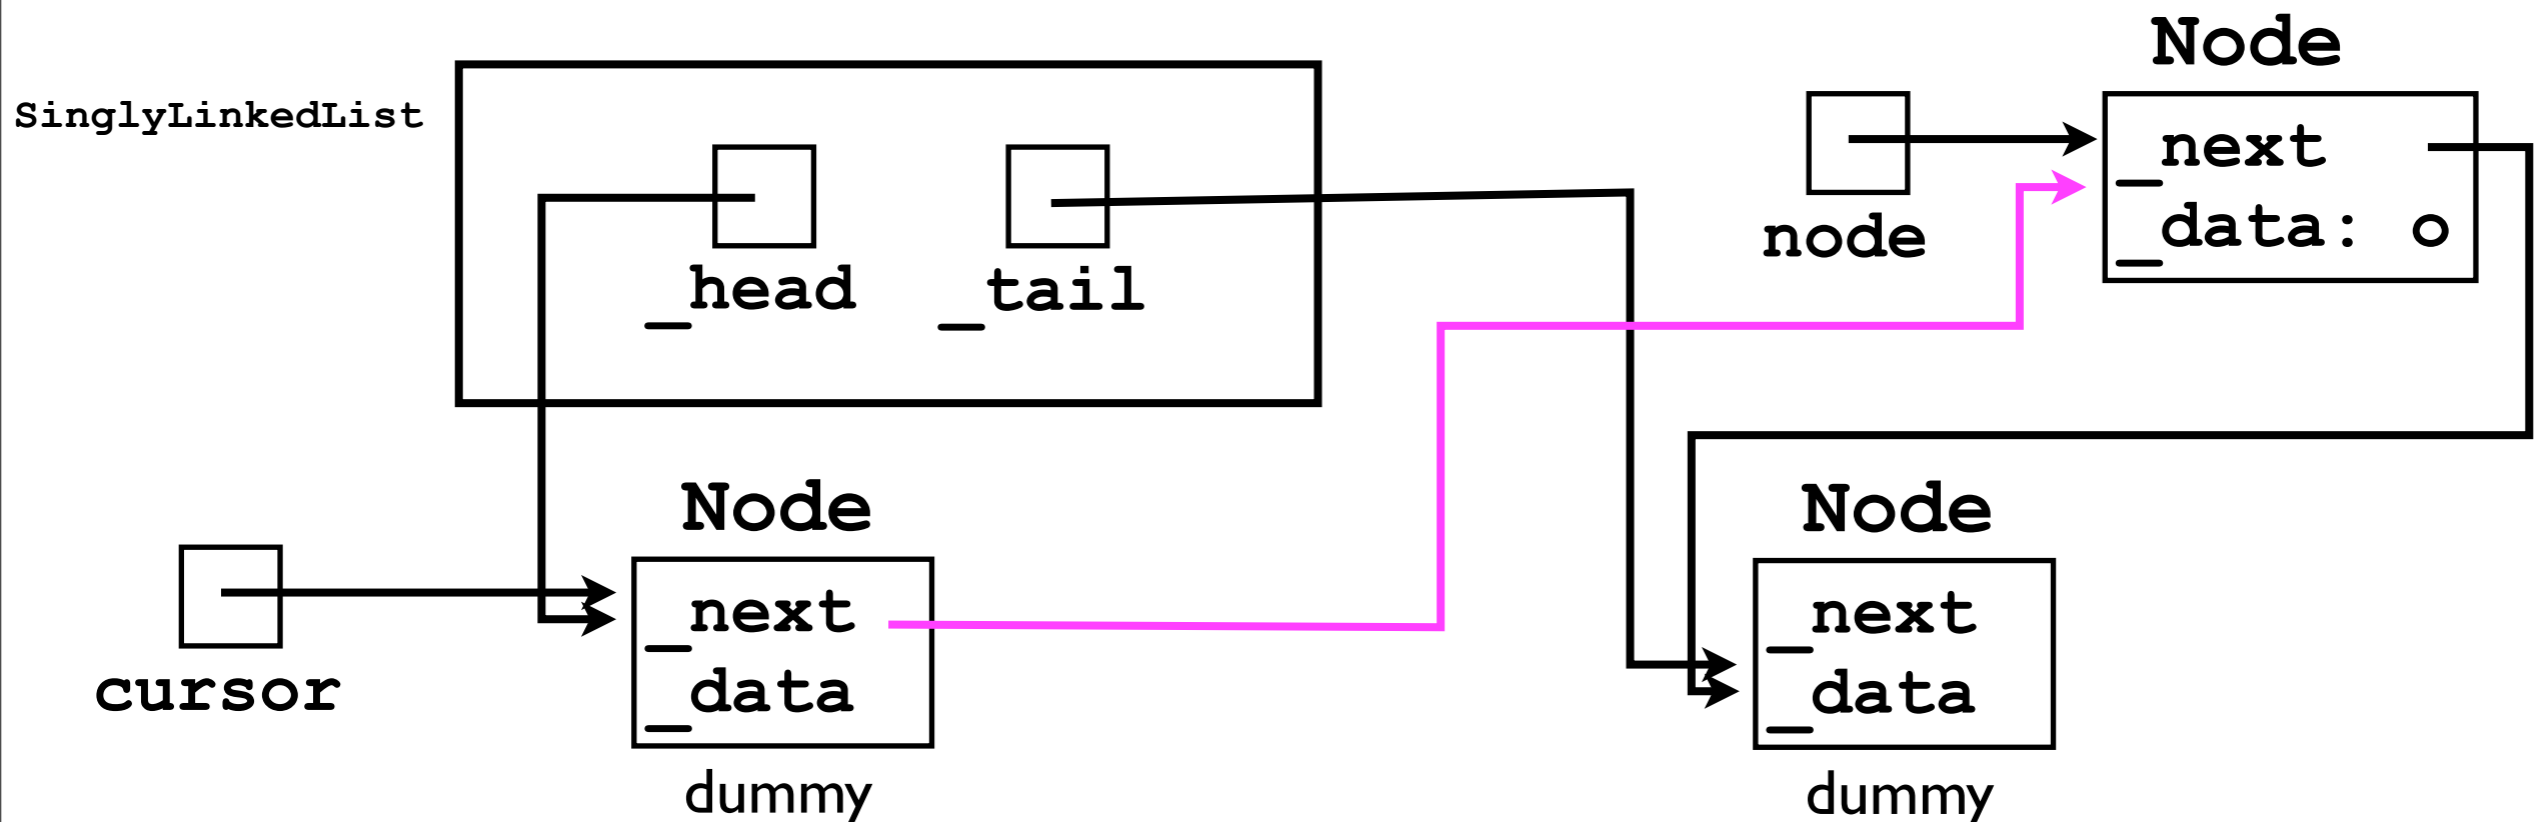 SinglyLinkedList
_head
_tail
node
Node
_next
_data: o
cursor
Node
_next
_data
dummy
Node
_next
_data
dummy